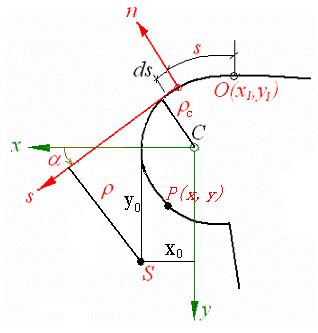 n
s
ds
O(x₁,y₁)
ρc
C
x
α
s
ρ
P(x, y)
y₀
x₀
S
y